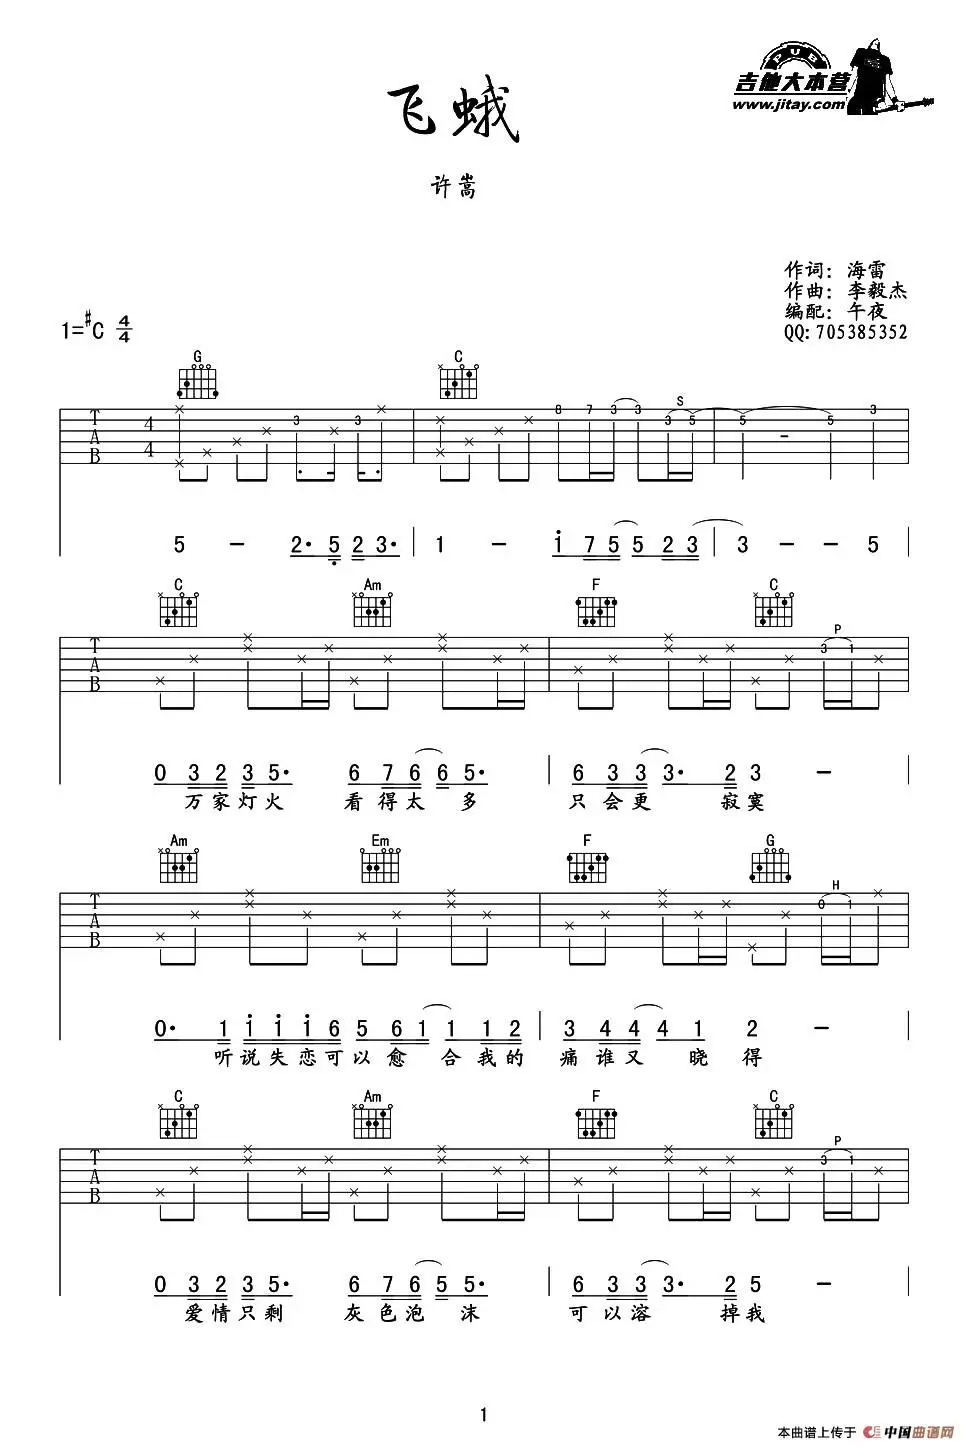 PUB
吉他大本营
www.jitay.com
飞蛾
许嵩
作词：海雷
作曲：李毅杰
编配：午夜
QQ:705385352
1=#C 4/4
G C
T A B 4 4 3 3 8 7 3 3 3 S 5 5 - 5 3
5 - 2· 5 2 3· | 1 - i 7 5 5 2 3 | 3 - - 5 |
C Am F C
T A B P 3 1
0 3 2 3 5· 6 7 6 6 5· | 6 3 3 3· 2 3 - |
万家灯火 看得太 多 只会更 寂寞
Am Em F G
T A B H 0 1
0· 1 i i i 6 5 6 1 1 1 2 | 3 4 4 4 1 2 - |
听说失恋可以愈 合我的 痛谁又 晓得
C Am F C
T A B P 3 1
0 3 2 3 5· 6 7 6 5 5· | 6 3 3 3· 2 5 - |
爱情只剩 灰色泡 沫 可以溶 掉我
1
本曲谱上传于 中国曲谱网